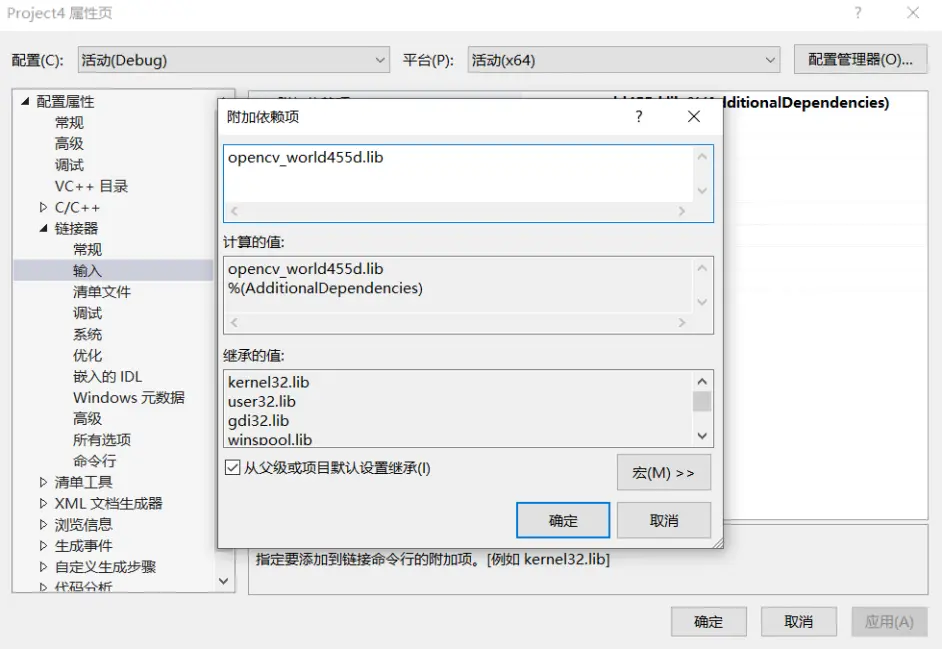 Project4 属性页
配置(C): 活动(Debug) 平台(P): 活动(x64) 配置管理器(O)...
配置属性
常规
高级
调试
VC++ 目录
C/C++
链接器
常规
输入
清单文件
调试
系统
优化
嵌入的 IDL
Windows 元数据
高级
所有选项
命令行
清单工具
XML 文档生成器
浏览信息
生成事件
自定义生成步骤
代码分析
dditionalDependencies)
附加依赖项
opencv_world455d.lib
计算的值:
opencv_world455d.lib
%(AdditionalDependencies)
继承的值:
kernel32.lib
user32.lib
gdi32.lib
winspool.lib
从父级或项目默认设置继承(I)
宏(M) >>
确定 取消
指定要添加到链接命令行的附加项。[例如 kernel32.lib]
确定 取消 应用(A)